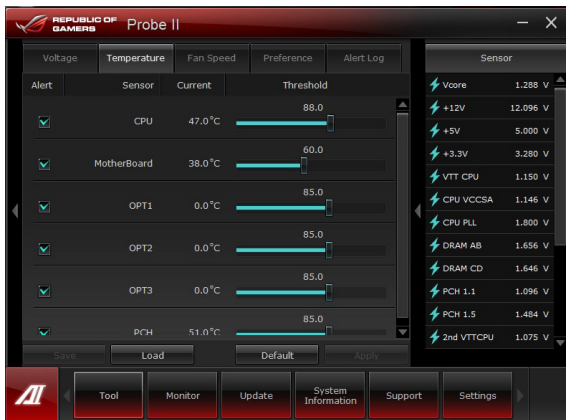 REPUBLIC OF
GAMERS
Probe II
Voltage Temperature Fan Speed Preference Alert Log
Alert Sensor Current Threshold
CPU 47.0°C 88.0
MotherBoard 38.0°C 60.0
OPT1 0.0°C 85.0
OPT2 0.0°C 85.0
OPT3 0.0°C 85.0
PCH 51.0°C 85.0
Save Load Default Apply
Sensor
Vcore 1.288 V
+12V 12.096 V
+5V 5.000 V
+3.3V 3.280 V
VTT CPU 1.150 V
CPU VCCSA 1.146 V
CPU PLL 1.800 V
DRAM AB 1.656 V
DRAM CD 1.646 V
PCH 1.1 1.096 V
PCH 1.5 1.484 V
2nd VTTCPU 1.075 V
AI
Tool Monitor Update System Information Support Settings